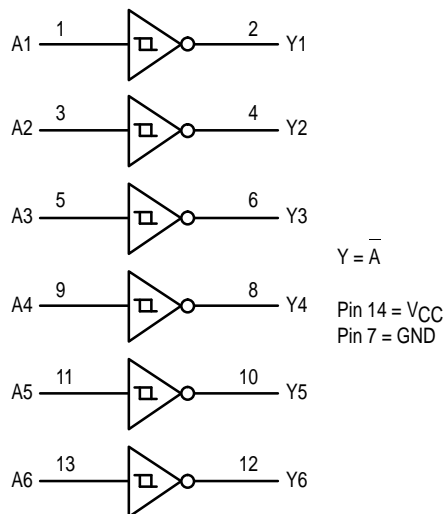 A1 1 2 Y1
A2 3 4 Y2
A3 5 6 Y3
Y = A̅
A4 9 8 Y4
Pin 14 = VCC
Pin 7 = GND
A5 11 10 Y5
A6 13 12 Y6